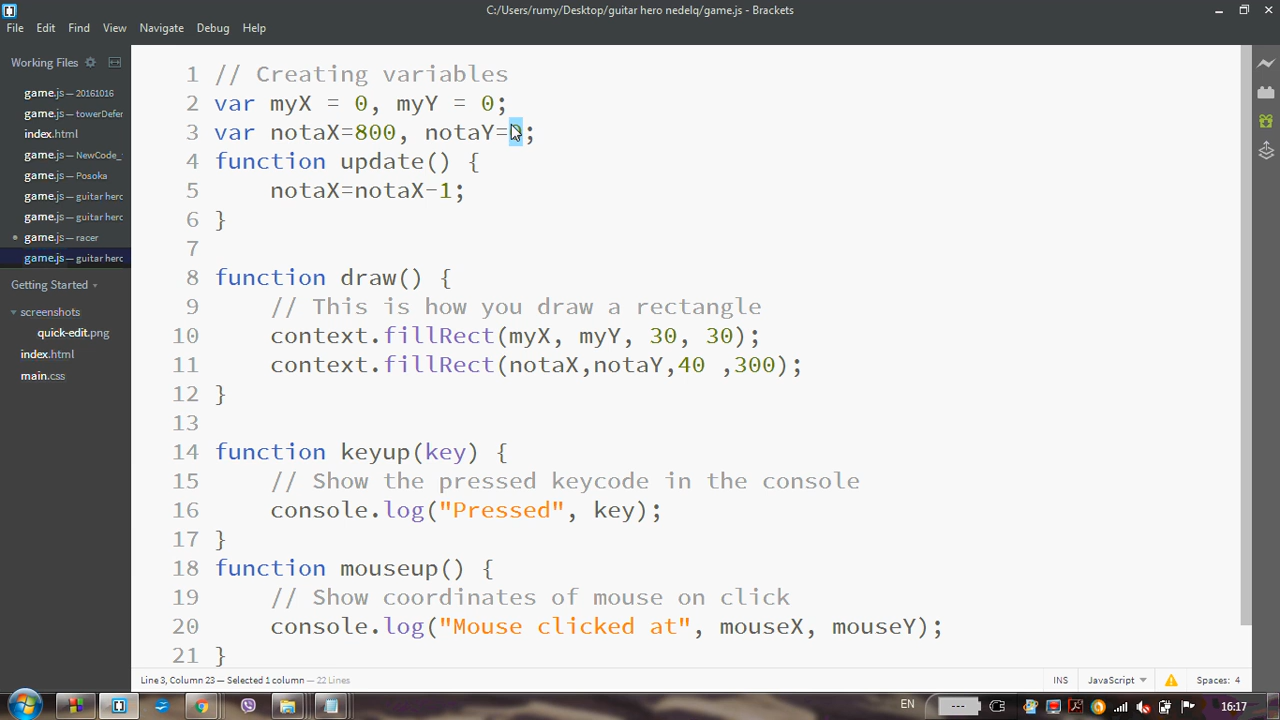 C:/Users/rumy/Desktop/guitar hero nedelq/game.js - Brackets
File Edit Find View Navigate Debug Help
Working Files
game.js — 20161016
game.js — towerDefer
index.html
game.js — NewCode_
game.js — Posoka
game.js — guitar hero
game.js — guitar hero
game.js — racer
game.js — guitar hero
Getting Started
screenshots
quick-edit.png
index.html
main.css
1 // Creating variables
2 var myX = 0, myY = 0;
3 var notaX=800, notaY= ;
4 function update() {
5 notaX=notaX-1;
6 }
7
8 function draw() {
9 // This is how you draw a rectangle
10 context.fillRect(myX, myY, 30, 30);
11 context.fillRect(notaX,notaY,40 ,300);
12 }
13
14 function keyup(key) {
15 // Show the pressed keycode in the console
16 console.log("Pressed", key);
17 }
18 function mouseup() {
19 // Show coordinates of mouse on click
20 console.log("Mouse clicked at", mouseX, mouseY);
21 }
Line 3, Column 23 — Selected 1 column — 22 Lines
INS JavaScript Spaces: 4
EN 16:17